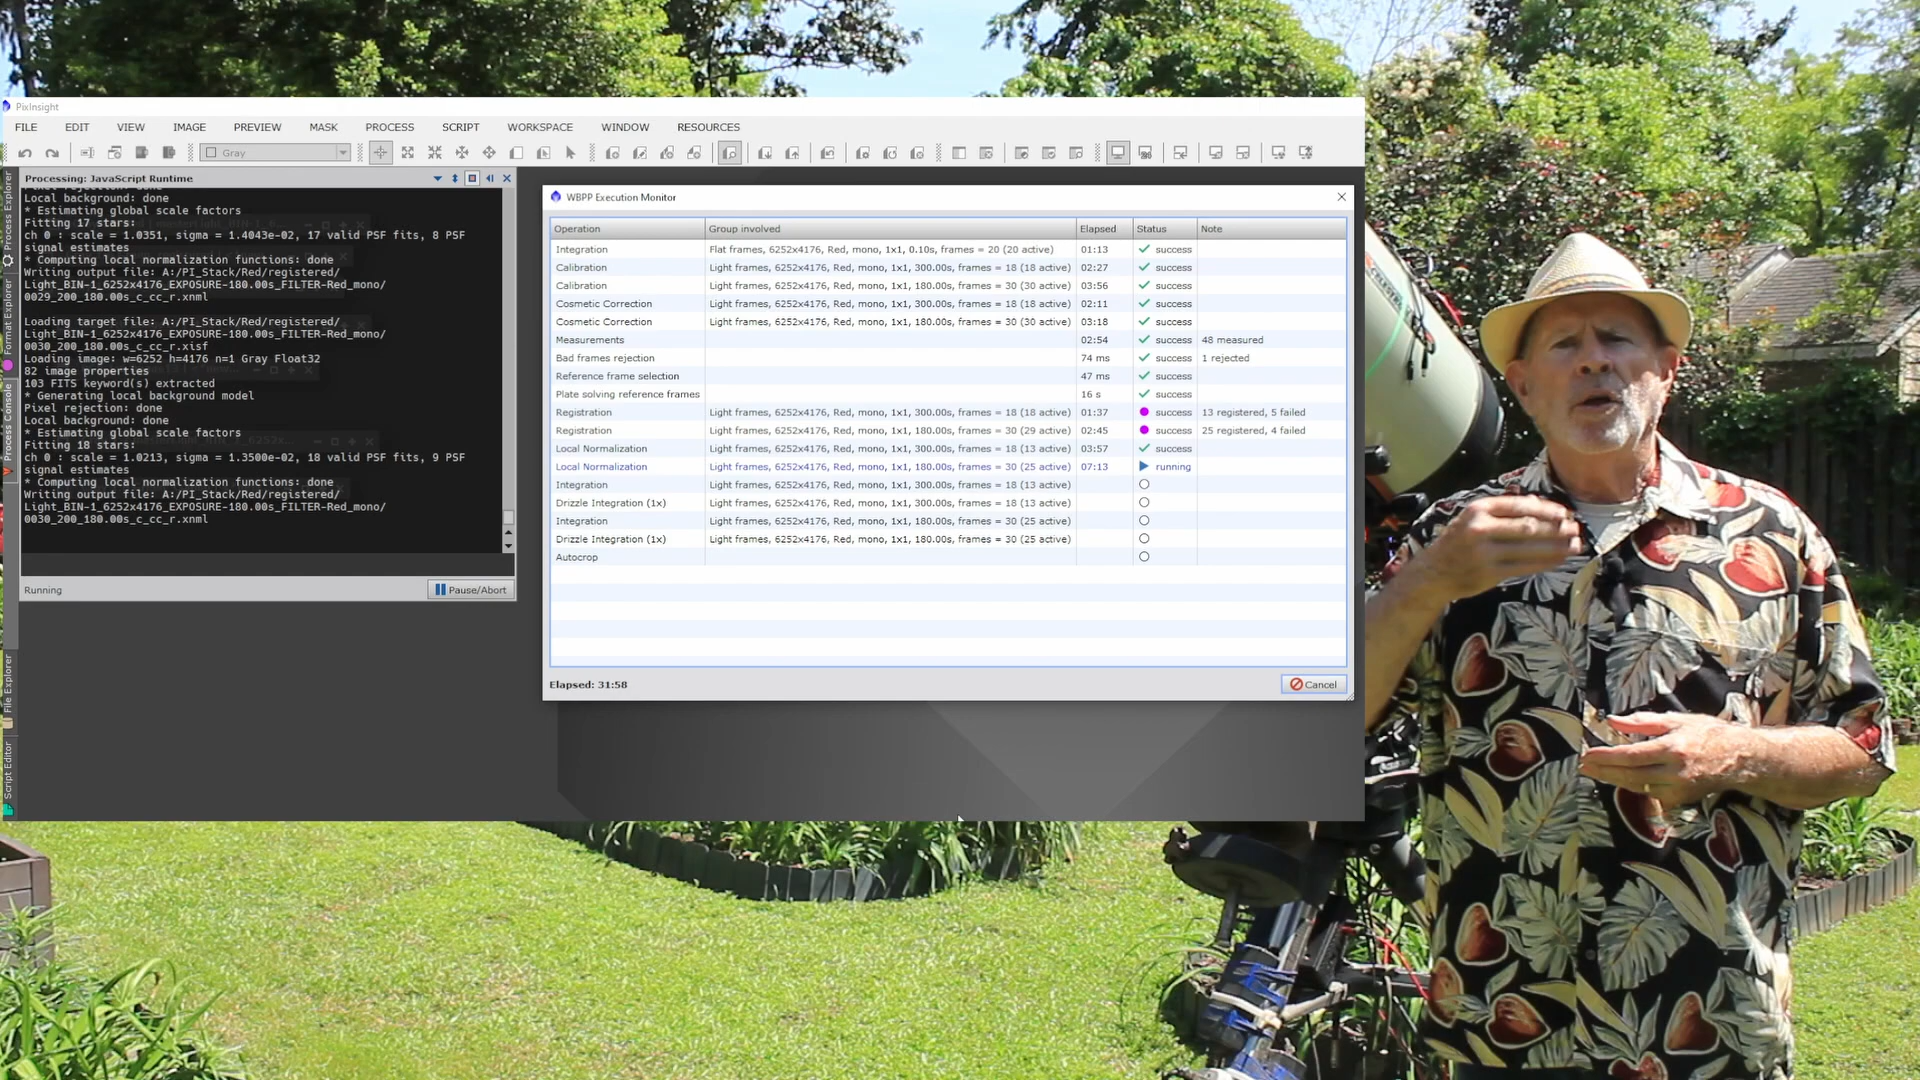 PixInsight
FILE EDIT VIEW IMAGE PREVIEW MASK PROCESS SCRIPT WORKSPACE WINDOW RESOURCES
Gray
Process Explorer
Format Explorer
Process Console
File Explorer
Script Editor
Processing: JavaScript Runtime
Pixel rejection: done
Local background: done
* Estimating global scale factors
Fitting 17 stars:
ch 0 : scale = 1.0351, sigma = 1.4043e-02, 17 valid PSF fits, 8 PSF
signal estimates
* Computing local normalization functions: done
Writing output file: A:/PI_Stack/Red/registered/
Light_BIN-1_6252x4176_EXPOSURE-180.00s_FILTER-Red_mono/
0029_200_180.00s_c_cc_r.xnml
Loading target file: A:/PI_Stack/Red/registered/
Light_BIN-1_6252x4176_EXPOSURE-180.00s_FILTER-Red_mono/
0030_200_180.00s_c_cc_r.xisf
Loading image: w=6252 h=4176 n=1 Gray Float32
82 image properties
103 FITS keyword(s) extracted
* Generating local background model
Pixel rejection: done
Local background: done
* Estimating global scale factors
Fitting 18 stars:
ch 0 : scale = 1.0213, sigma = 1.3500e-02, 18 valid PSF fits, 9 PSF
signal estimates
* Computing local normalization functions: done
Writing output file: A:/PI_Stack/Red/registered/
Light_BIN-1_6252x4176_EXPOSURE-180.00s_FILTER-Red_mono/
0030_200_180.00s_c_cc_r.xnml
Running
Pause/Abort
WBPP Execution Monitor
Operation Group involved Elapsed Status Note
Integration Flat frames, 6252x4176, Red, mono, 1x1, 0.10s, frames = 20 (20 active) 01:13 success
Calibration Light frames, 6252x4176, Red, mono, 1x1, 300.00s, frames = 18 (18 active) 02:27 success
Calibration Light frames, 6252x4176, Red, mono, 1x1, 180.00s, frames = 30 (30 active) 03:56 success
Cosmetic Correction Light frames, 6252x4176, Red, mono, 1x1, 300.00s, frames = 18 (18 active) 02:11 success
Cosmetic Correction Light frames, 6252x4176, Red, mono, 1x1, 180.00s, frames = 30 (30 active) 03:18 success
Measurements 02:54 success 48 measured
Bad frames rejection 74 ms success 1 rejected
Reference frame selection 47 ms success
Plate solving reference frames 16 s success
Registration Light frames, 6252x4176, Red, mono, 1x1, 300.00s, frames = 18 (18 active) 01:37 success 13 registered, 5 failed
Registration Light frames, 6252x4176, Red, mono, 1x1, 180.00s, frames = 30 (29 active) 02:45 success 25 registered, 4 failed
Local Normalization Light frames, 6252x4176, Red, mono, 1x1, 300.00s, frames = 18 (13 active) 03:57 success
Local Normalization Light frames, 6252x4176, Red, mono, 1x1, 180.00s, frames = 30 (25 active) 07:13 running
Integration Light frames, 6252x4176, Red, mono, 1x1, 300.00s, frames = 18 (13 active)
Drizzle Integration (1x) Light frames, 6252x4176, Red, mono, 1x1, 300.00s, frames = 18 (13 active)
Integration Light frames, 6252x4176, Red, mono, 1x1, 180.00s, frames = 30 (25 active)
Drizzle Integration (1x) Light frames, 6252x4176, Red, mono, 1x1, 180.00s, frames = 30 (25 active)
Autocrop
Elapsed: 31:58
Cancel